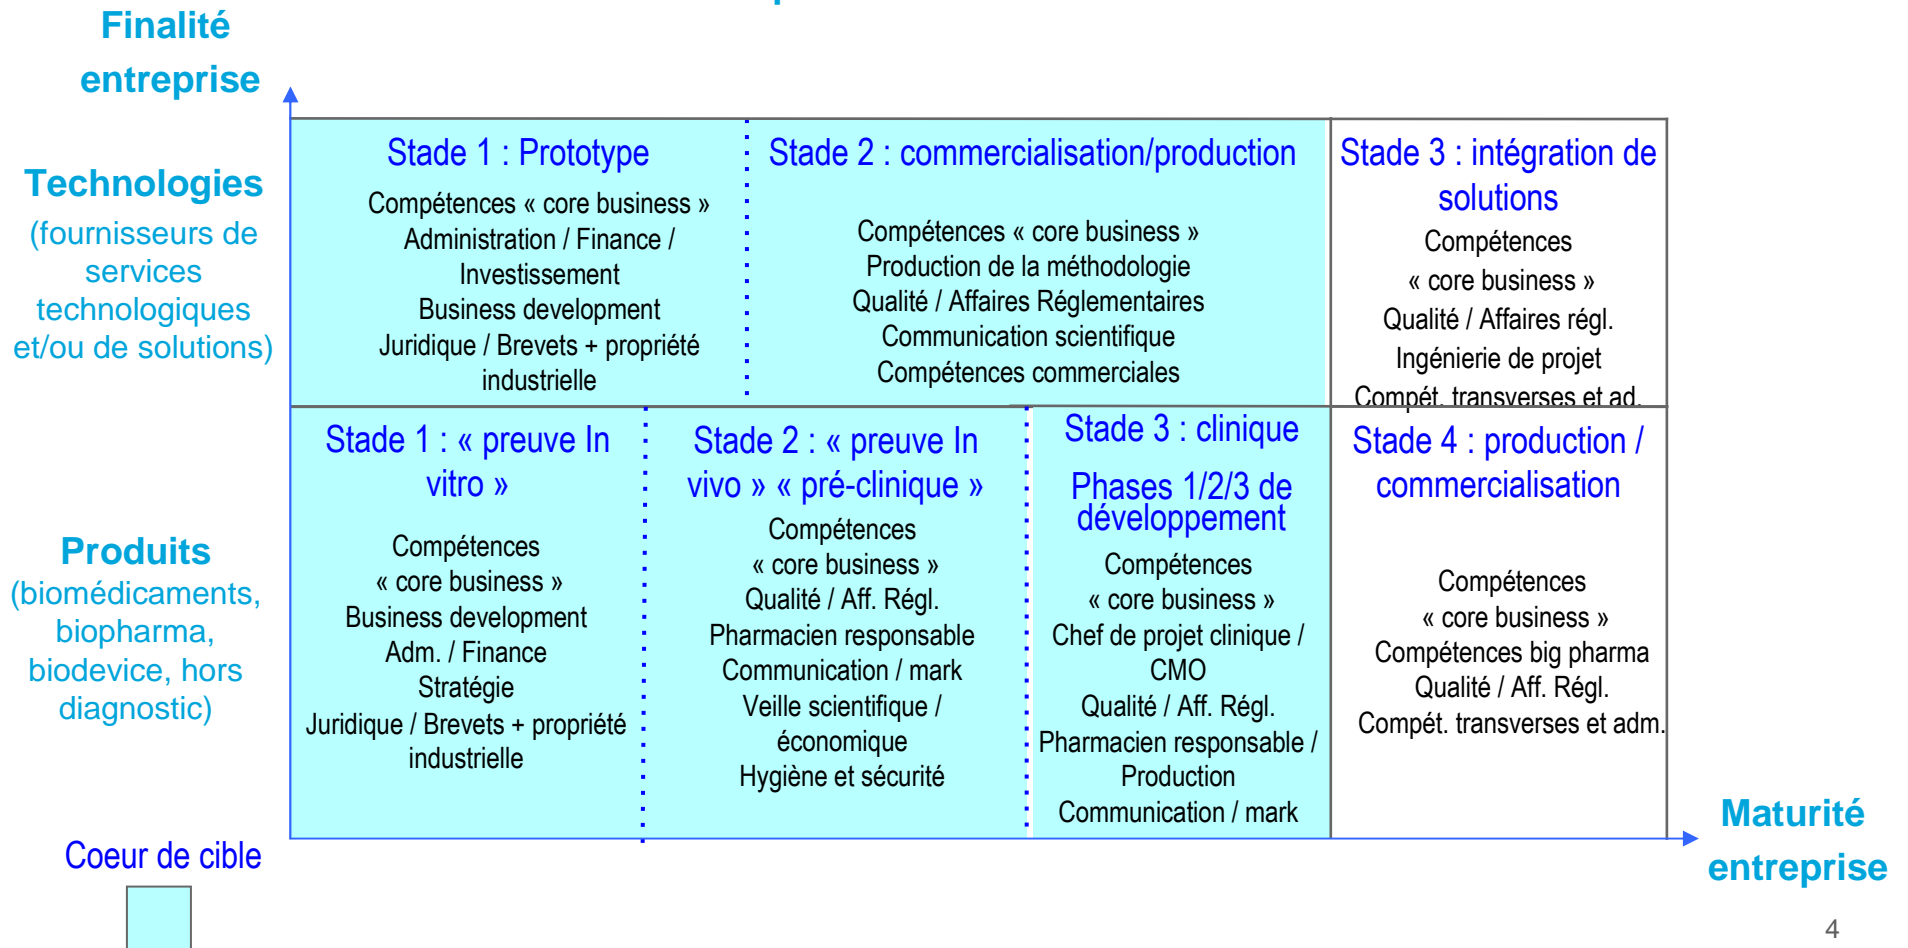 Finalité
entreprise
Technologies
(fournisseurs de
services
technologiques
et/ou de solutions)
Stade 1 : Prototype
Compétences « core business »
Administration / Finance /
Investissement
Business development
Juridique / Brevets + propriété
industrielle
Stade 2 : commercialisation/production
Compétences « core business »
Production de la méthodologie
Qualité / Affaires Réglementaires
Communication scientifique
Compétences commerciales
Stade 3 : intégration de
solutions
Compétences
« core business »
Qualité / Affaires régl.
Ingénierie de projet
Compét. transverses et ad.
Produits
(biomédicaments,
biopharma,
biodevice, hors
diagnostic)
Stade 1 : « preuve In
vitro »
Compétences
« core business »
Business development
Adm. / Finance
Stratégie
Juridique / Brevets + propriété
industrielle
Stade 2 : « preuve In
vivo » « pré-clinique »
Compétences
« core business »
Qualité / Aff. Régl.
Pharmacien responsable
Communication / mark
Veille scientifique /
économique
Hygiène et sécurité
Stade 3 : clinique
Phases 1/2/3 de
développement
Compétences
« core business »
Chef de projet clinique /
CMO
Qualité / Aff. Régl.
Pharmacien responsable /
Production
Communication / mark
Stade 4 : production /
commercialisation
Compétences
« core business »
Compétences big pharma
Qualité / Aff. Régl.
Compét. transverses et adm.
Maturité
entreprise
Coeur de cible
4